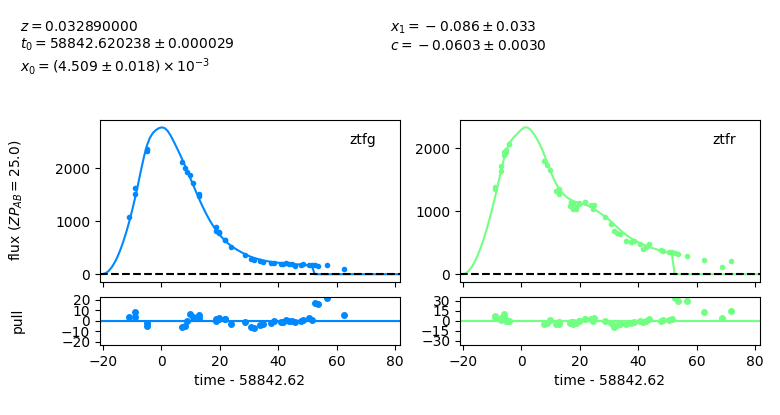 z = 0.032890000
t₀ = 58842.620238 ± 0.000029
x₀ = (4.509 ± 0.018) × 10⁻³
x₁ = −0.086 ± 0.033
c = −0.0603 ± 0.0030
flux (ZP_AB = 25.0)
ztfg
2000
1000
0
ztfr
2000
1000
0
pull
20
10
0
−10
−20
30
15
0
−15
−30
−20 0 20 40 60 80
−20 0 20 40 60 80
time - 58842.62
time - 58842.62